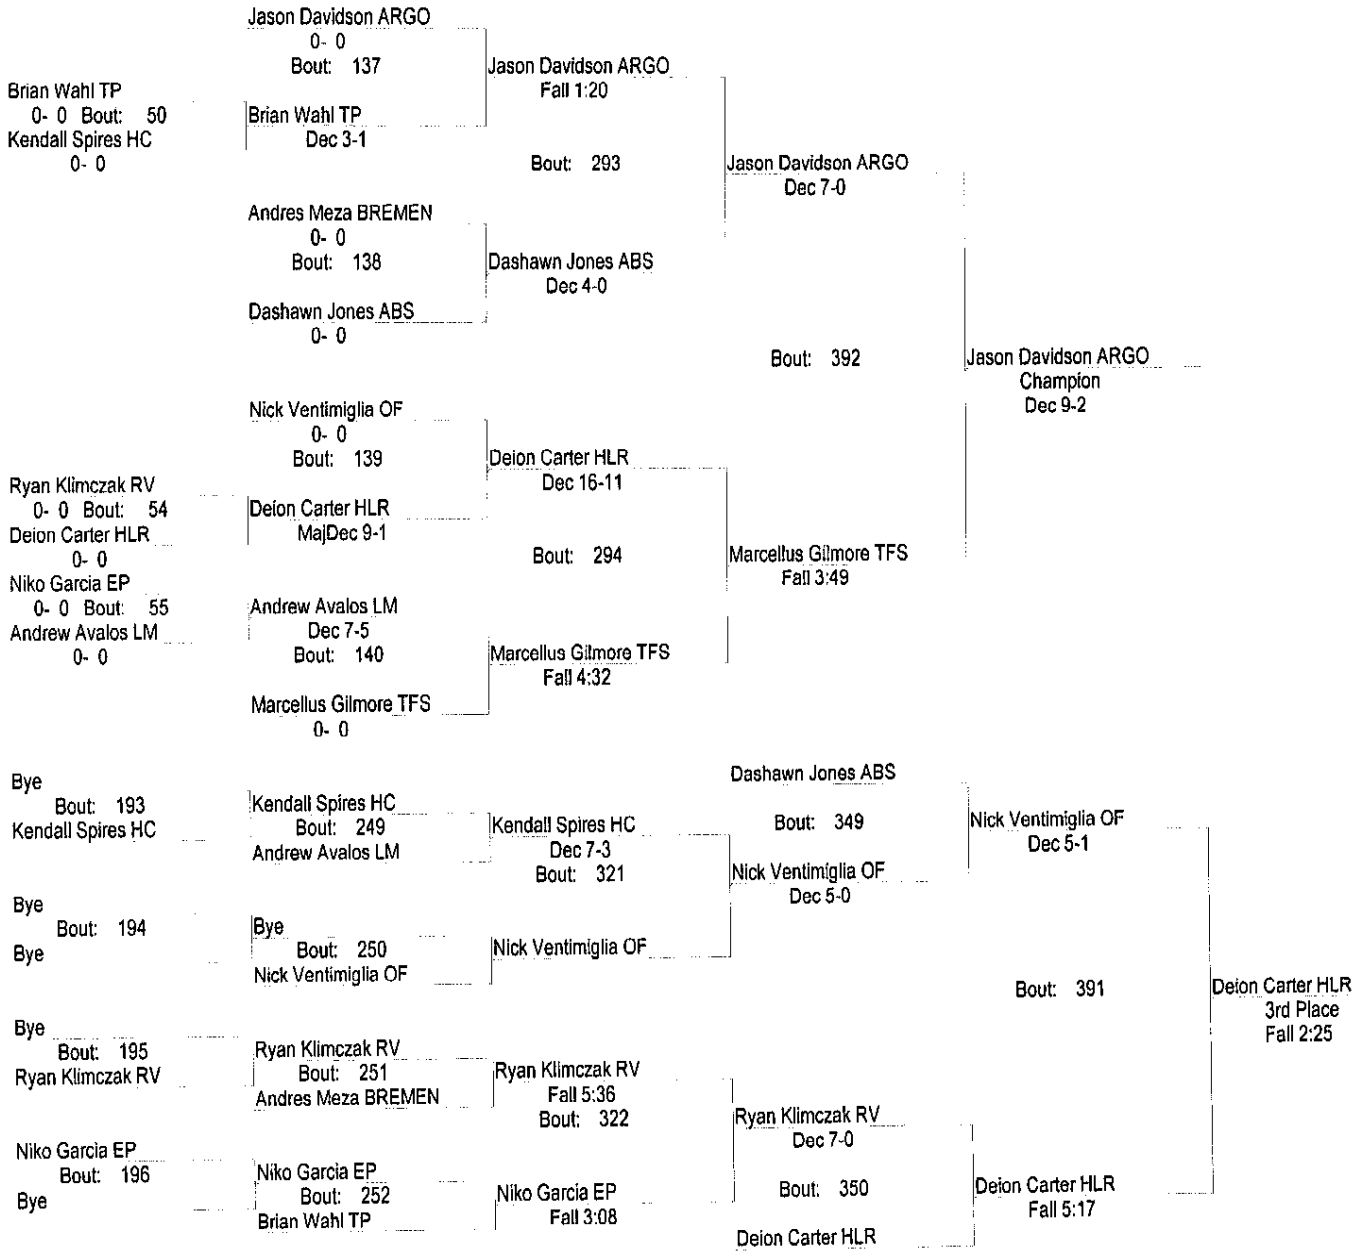 Jason Davidson ARGO
0- 0
Bout: 137
Brian Wahl TP
0- 0 Bout: 50
Kendall Spires HC
0- 0
Brian Wahl TP
Dec 3-1
Jason Davidson ARGO
Fall 1:20
Bout: 293
Jason Davidson ARGO
Dec 7-0
Andres Meza BREMEN
0- 0
Bout: 138
Dashawn Jones ABS
0- 0
Dashawn Jones ABS
Dec 4-0
Bout: 392
Jason Davidson ARGO
Champion
Dec 9-2
Nick Ventimiglia OF
0- 0
Bout: 139
Ryan Klimczak RV
0- 0 Bout: 54
Deion Carter HLR
0- 0
Deion Carter HLR
MajDec 9-1
Deion Carter HLR
Dec 16-11
Bout: 294
Marcellus Gilmore TFS
Fall 3:49
Niko Garcia EP
0- 0 Bout: 55
Andrew Avalos LM
0- 0
Andrew Avalos LM
Dec 7-5
Bout: 140
Marcellus Gilmore TFS
0- 0
Marcellus Gilmore TFS
Fall 4:32
Bye
Bout: 193
Kendall Spires HC
Kendall Spires HC
Bout: 249
Andrew Avalos LM
Kendall Spires HC
Dec 7-3
Bout: 321
Dashawn Jones ABS
Bout: 349
Nick Ventimiglia OF
Dec 5-0
Nick Ventimiglia OF
Dec 5-1
Bye
Bout: 194
Bye
Bye
Bout: 250
Nick Ventimiglia OF
Nick Ventimiglia OF
Bout: 391
Deion Carter HLR
3rd Place
Fall 2:25
Bye
Bout: 195
Ryan Klimczak RV
Ryan Klimczak RV
Bout: 251
Andres Meza BREMEN
Ryan Klimczak RV
Fall 5:36
Bout: 322
Ryan Klimczak RV
Dec 7-0
Bout: 350
Deion Carter HLR
Niko Garcia EP
Bout: 196
Bye
Niko Garcia EP
Bout: 252
Brian Wahl TP
Niko Garcia EP
Fall 3:08
Deion Carter HLR
Fall 5:17